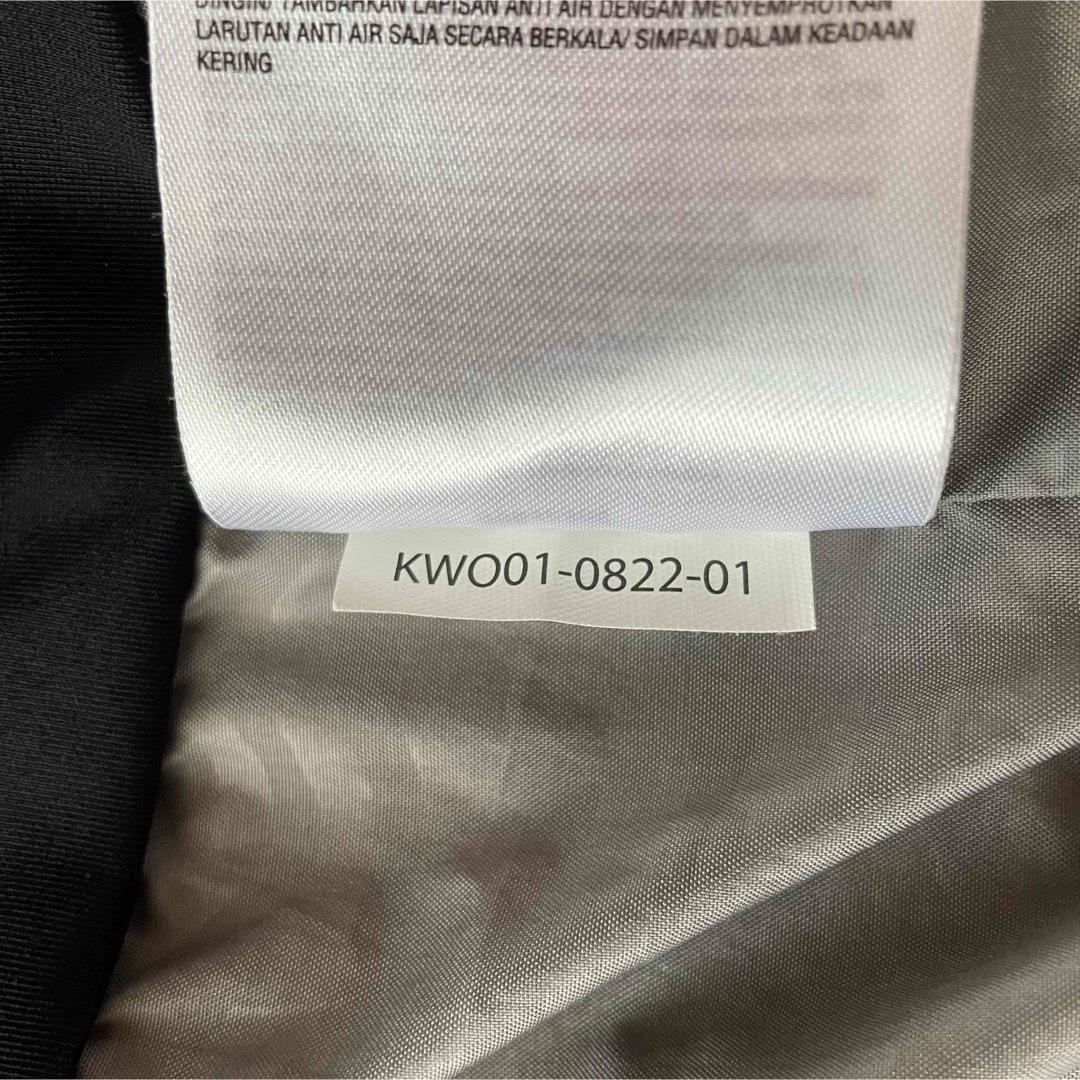 DINGIN/ TAMBAHKAN LAPISAN ANTI AIR DENGAN MENYEMPROTKAN
LARUTAN ANTI AIR SAJA SECARA BERKALA/ SIMPAN DALAM KEADAAN
KERING
KWO01-0822-01